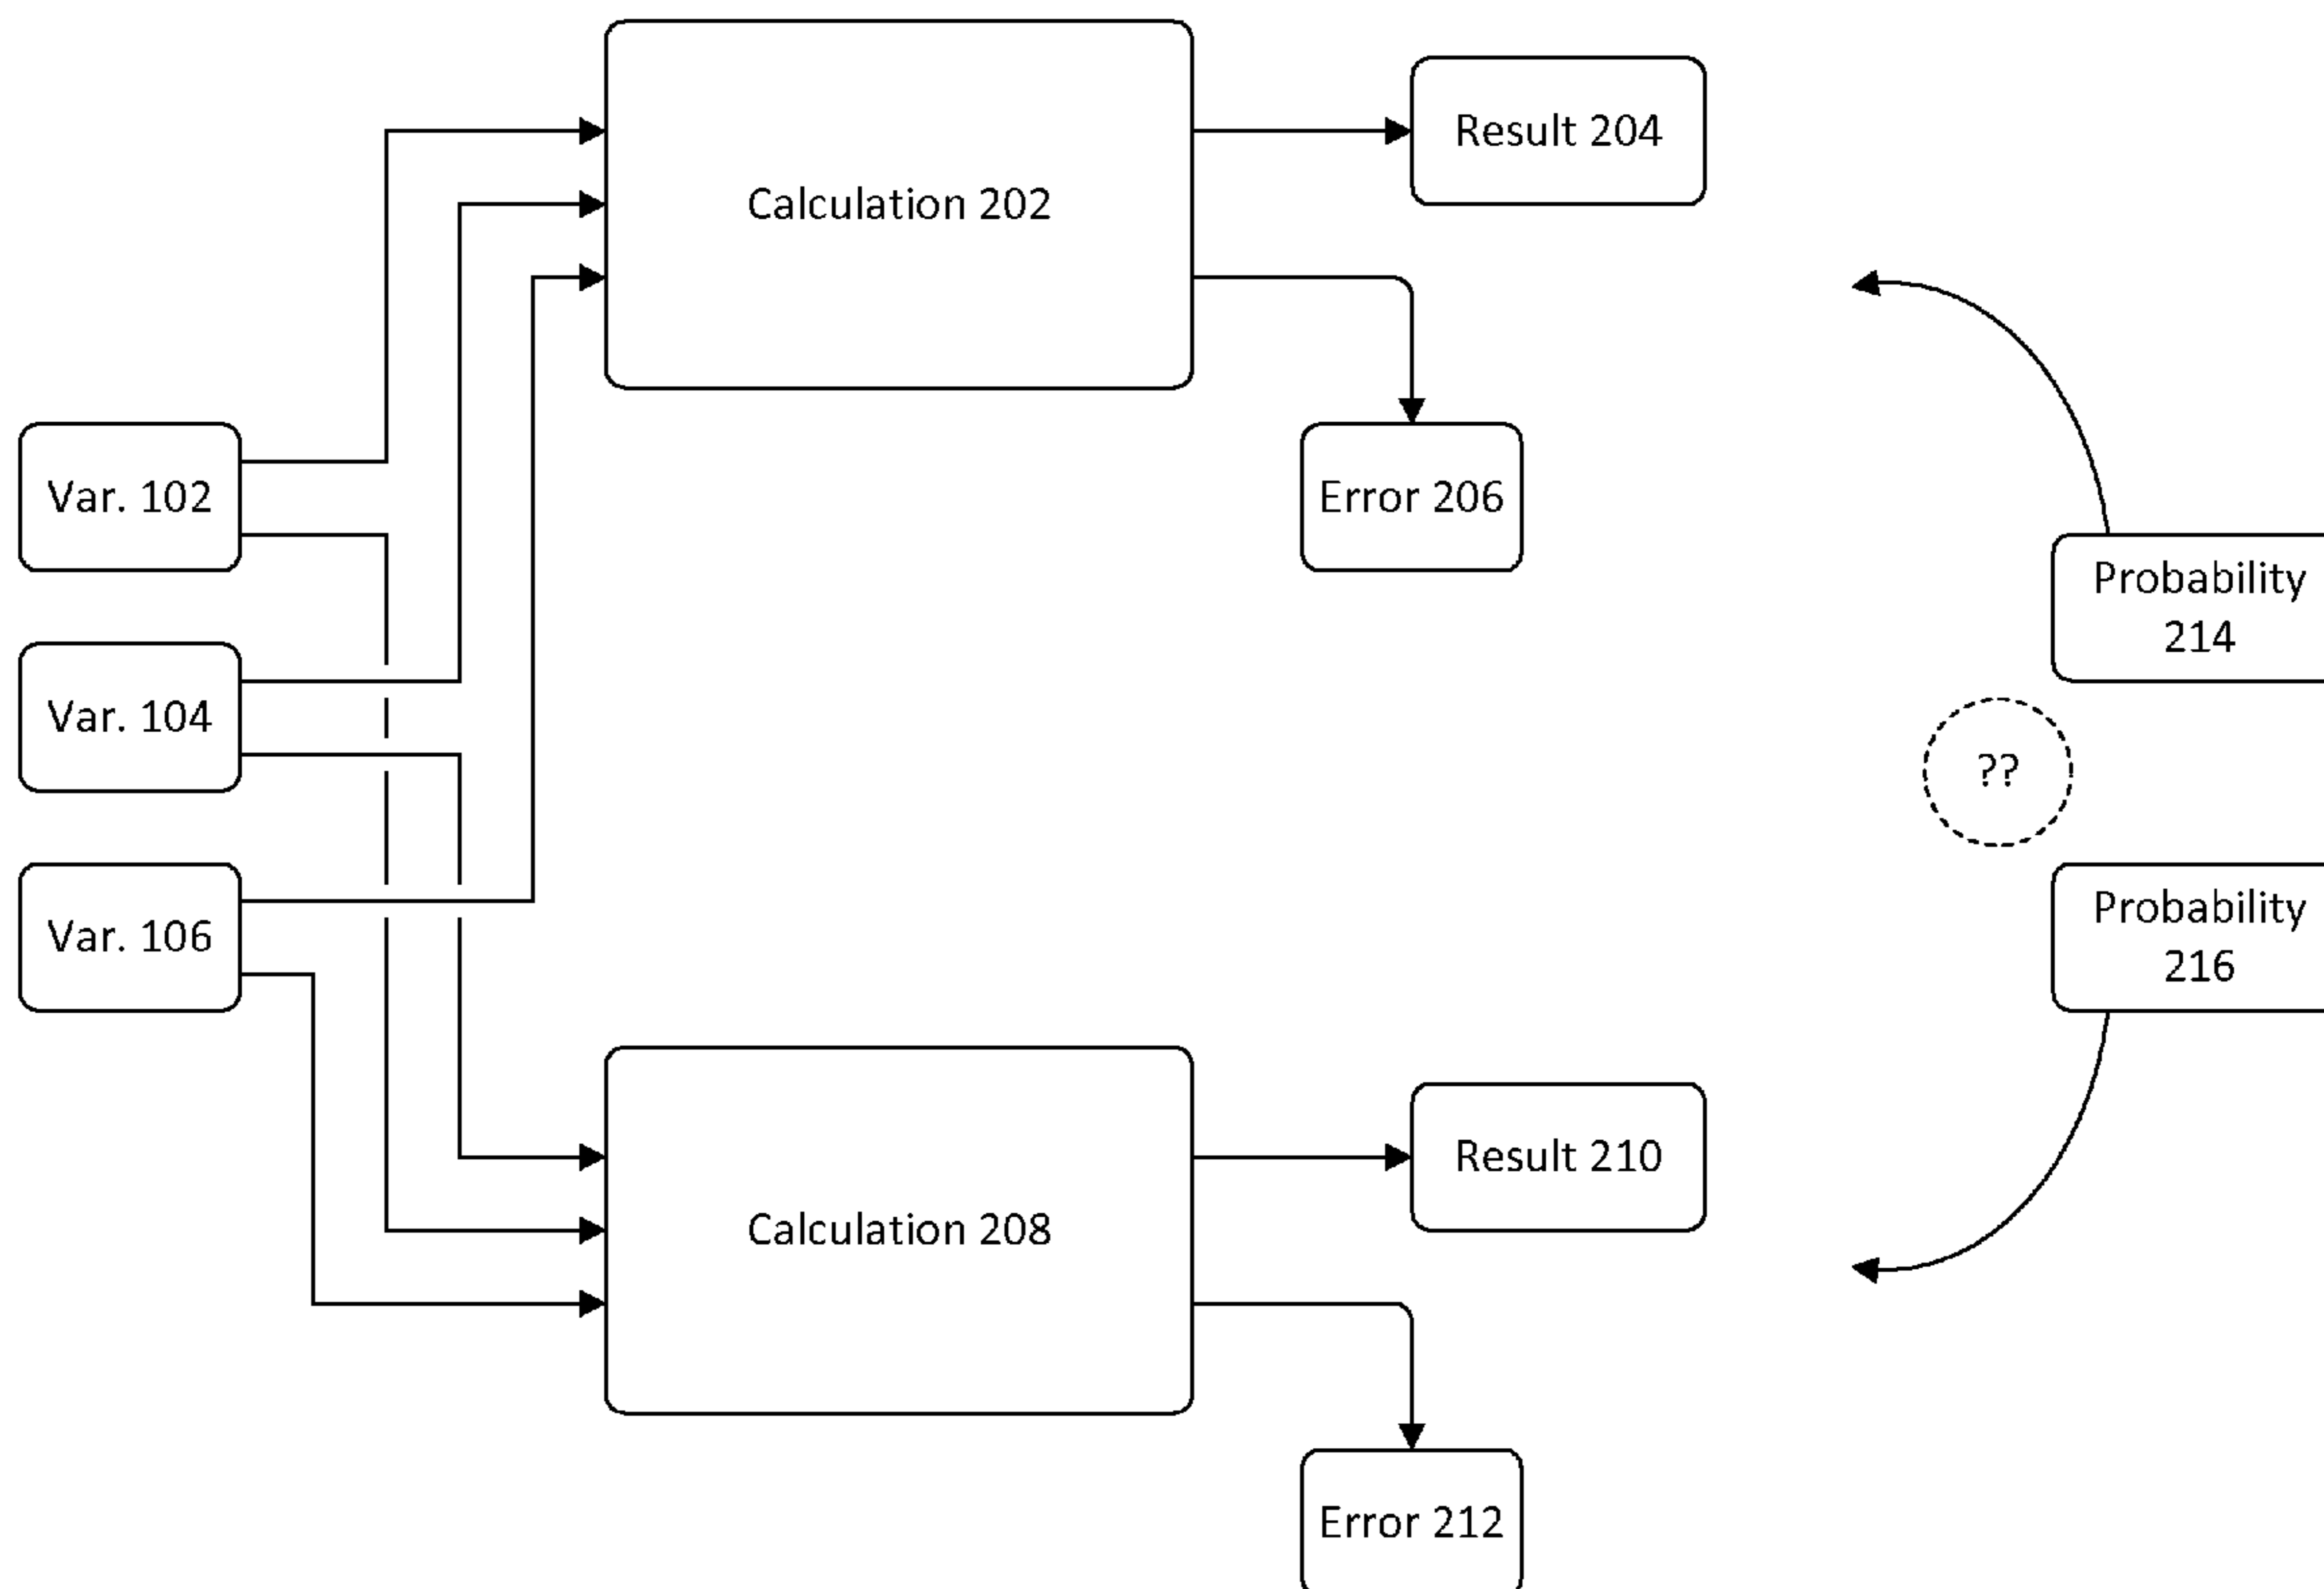 Calculation 202
Result 204
Error 206
Var. 102
Var. 104
Var. 106
Probability
214
??
Probability
216
Calculation 208
Result 210
Error 212